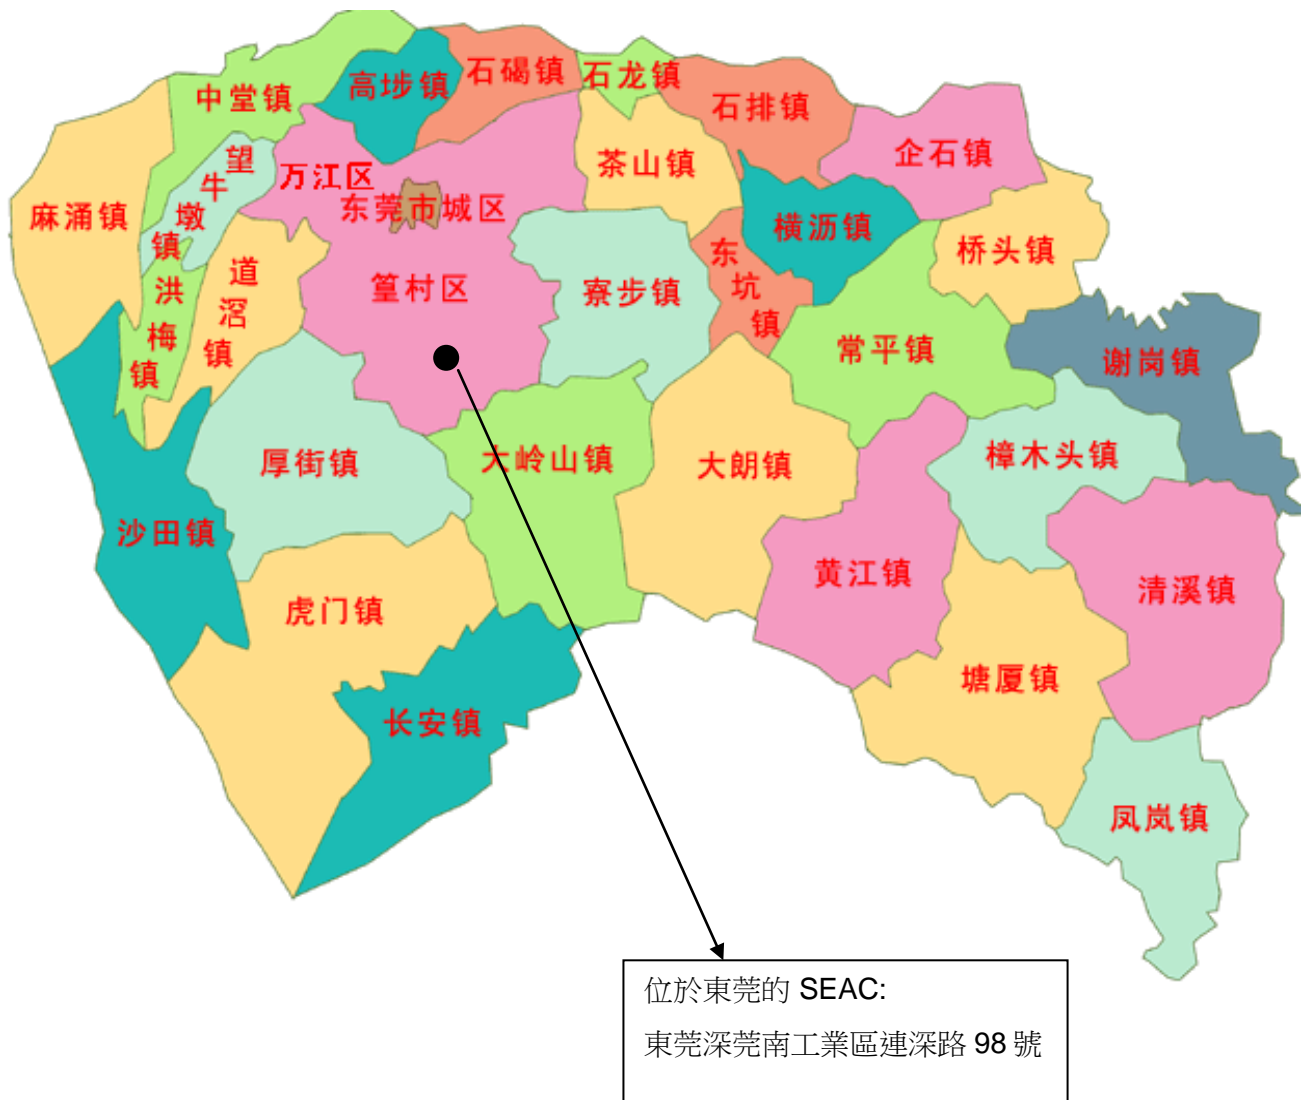 中堂镇
高埗镇
石碣镇
石龙镇
石排镇
企石镇
望牛墩镇
万江区
茶山镇
麻涌镇
东莞市城区
横沥镇
桥头镇
洪梅镇
道滘镇
篁村区
寮步镇
东坑镇
常平镇
谢岗镇
厚街镇
大岭山镇
大朗镇
樟木头镇
沙田镇
虎门镇
黄江镇
清溪镇
长安镇
塘厦镇
凤岗镇
位於東莞的 SEAC:
東莞深莞南工業區連深路 98 號